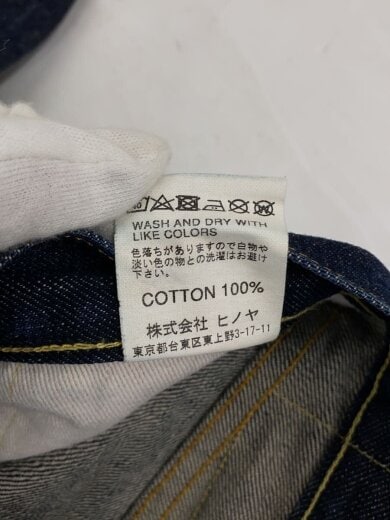 WASH AND DRY WITH
LIKE COLORS
色落ちがありますので白物や
淡い色の物との洗濯はお避け
下さい。
COTTON 100%
株式会社 ヒノヤ
東京都台東区東上野3-17-11